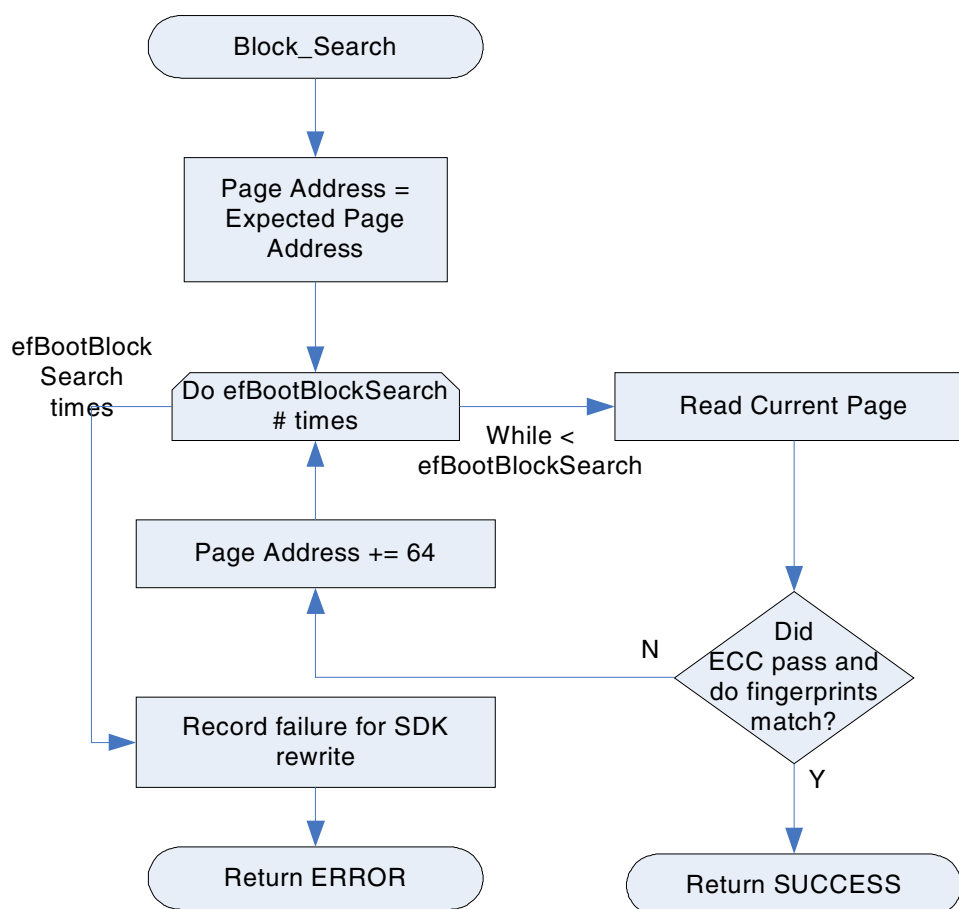 Block_Search
Page Address =
Expected Page
Address
efBootBlock
Search
times
Do efBootBlockSearch
# times
While <
efBootBlockSearch
Read Current Page
Page Address += 64
N
Did
ECC pass and
do fingerprints
match?
Record failure for SDK
rewrite
Y
Return ERROR
Return SUCCESS